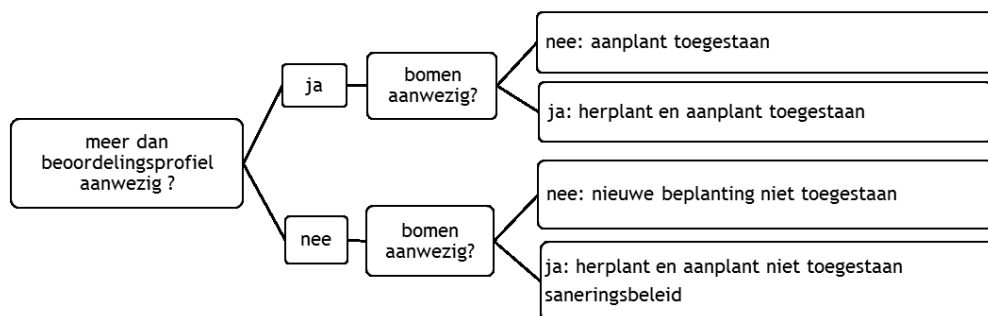 meer dan
beoordelingsprofiel
aanwezig ?
ja
bomen
aanwezig?
nee: aanplant toegestaan
ja: herplant en aanplant toegestaan
nee
bomen
aanwezig?
nee: nieuwe beplanting niet toegestaan
ja: herplant en aanplant niet toegestaan
saneringsbeleid